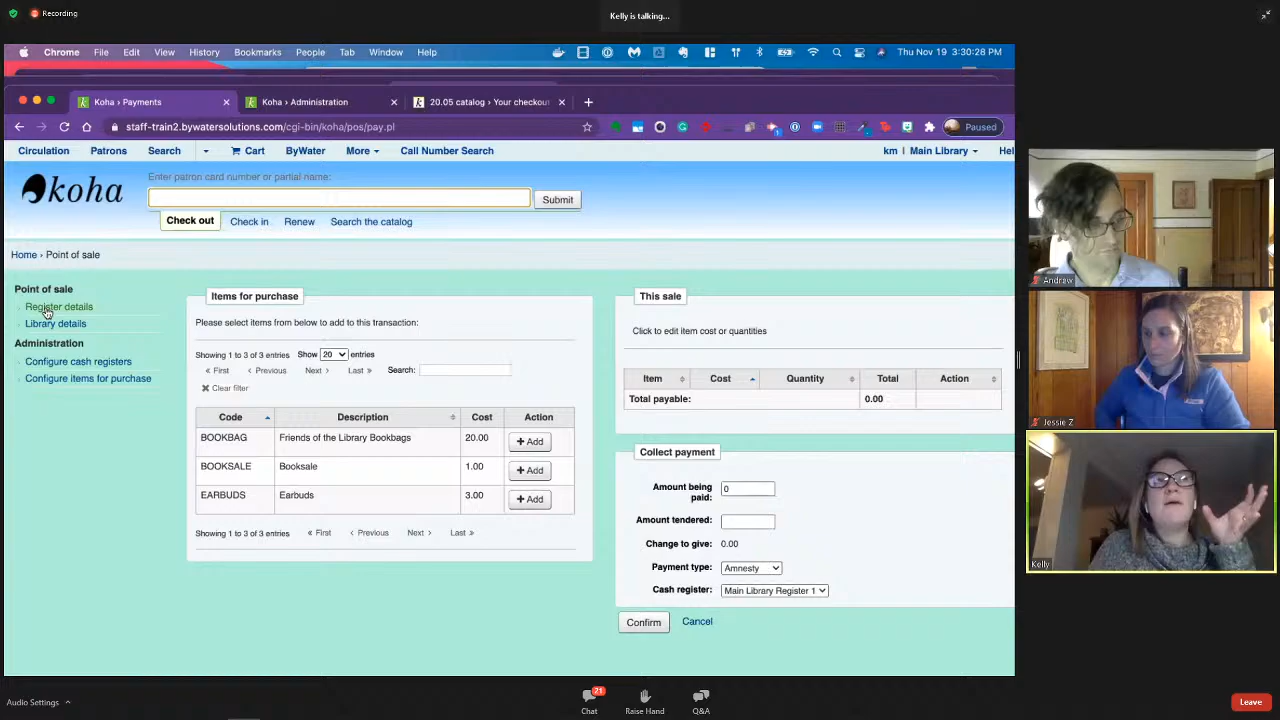 Recording
Kelly is talking...
Chrome File Edit View History Bookmarks People Tab Window Help Thu Nov 19 3:30:28 PM
Koha › Payments Koha › Administration 20.05 catalog › Your checkout
staff-train2.bywatersolutions.com/cgi-bin/koha/pos/pay.pl Paused
Circulation Patrons Search Cart ByWater More Call Number Search km | Main Library Hel
koha
Enter patron card number or partial name:
Submit
Check out Check in Renew Search the catalog
Home › Point of sale
Point of sale
Register details
Library details
Administration
Configure cash registers
Configure items for purchase
Items for purchase
Please select items from below to add to this transaction:
Showing 1 to 3 of 3 entries Show 20 entries
First Previous Next Last Search:
Clear filter
Code Description Cost Action
BOOKBAG Friends of the Library Bookbags 20.00 + Add
BOOKSALE Booksale 1.00 + Add
EARBUDS Earbuds 3.00 + Add
Showing 1 to 3 of 3 entries First Previous Next Last
This sale
Click to edit item cost or quantities
Item Cost Quantity Total Action
Total payable: 0.00
Collect payment
Amount being paid: 0
Amount tendered:
Change to give: 0.00
Payment type: Amnesty
Cash register: Main Library Register 1
Confirm Cancel
Andrew
Jessie Z
Kelly
Audio Settings
21
Chat
Raise Hand
Q&A
Leave